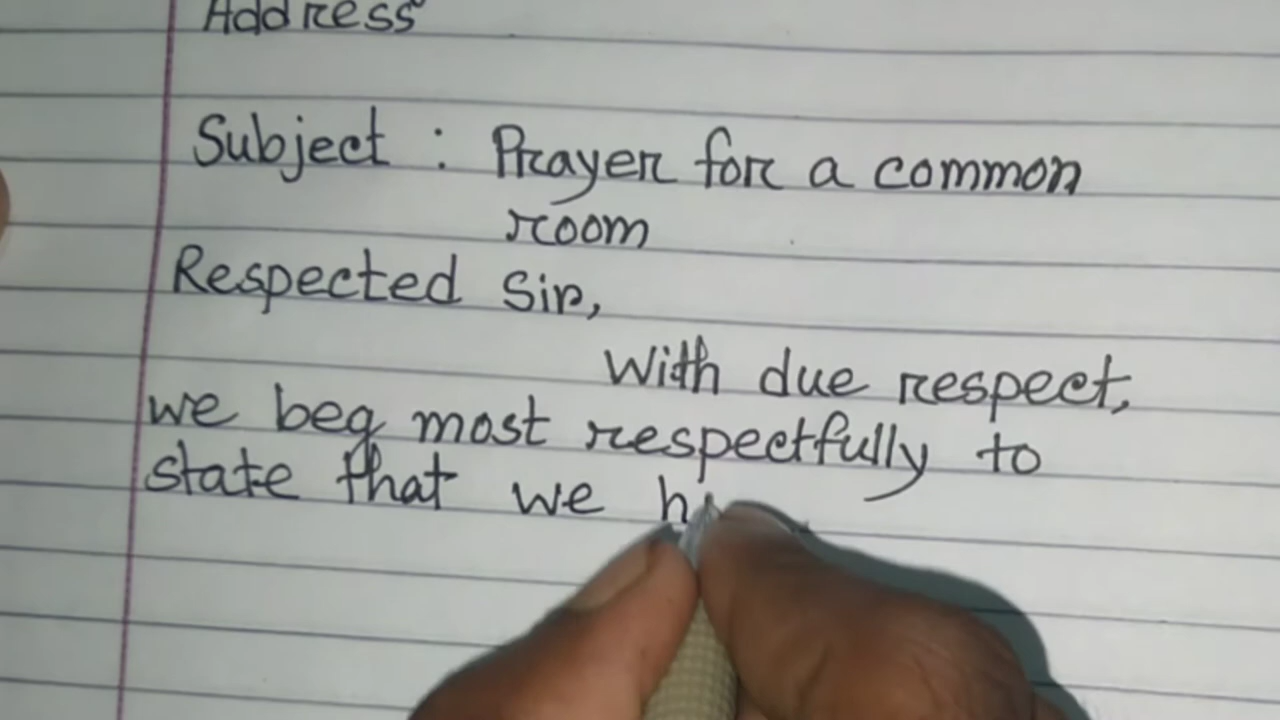 Address
Subject : Prayer for a common
room
Respected Sir,
With due respect,
we beg most respectfully to
state that we